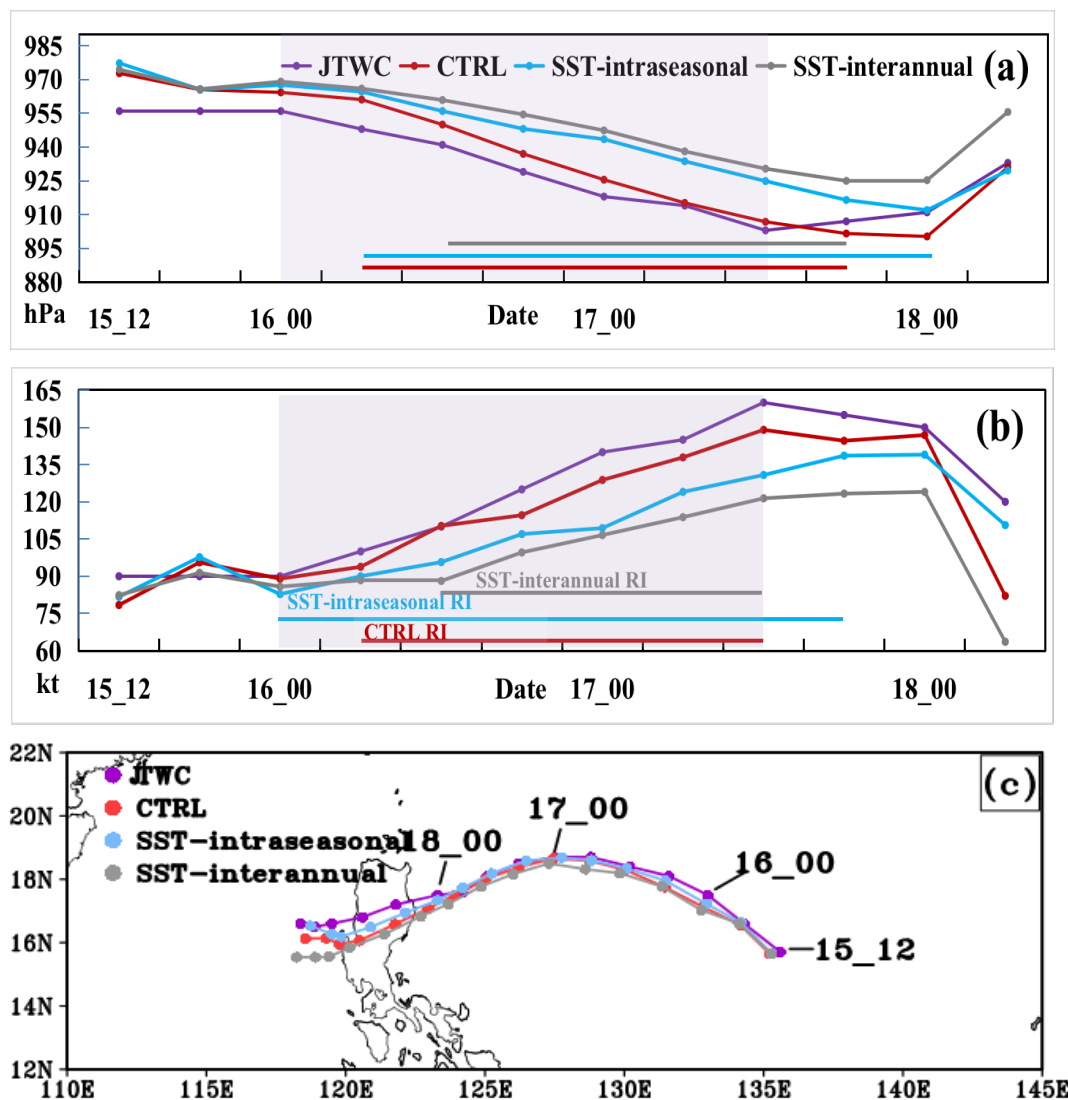 985
JTWC CTRL SST-intraseasonal SST-interannual (a)
970
955
940
925
910
895
880
hPa 15_12 16_00 Date 17_00 18_00
165
(b)
150
135
120
105
90
SST-interannual RI
SST-intraseasonal RI
75
CTRL RI
60
kt 15_12 16_00 Date 17_00 18_00
22N
JTWC (c)
CTRL 17_00
20N
SST-intraseasonal 18_00
16_00
SST-interannual
18N
15_12
16N
14N
12N
110E 115E 120E 125E 130E 135E 140E 145E